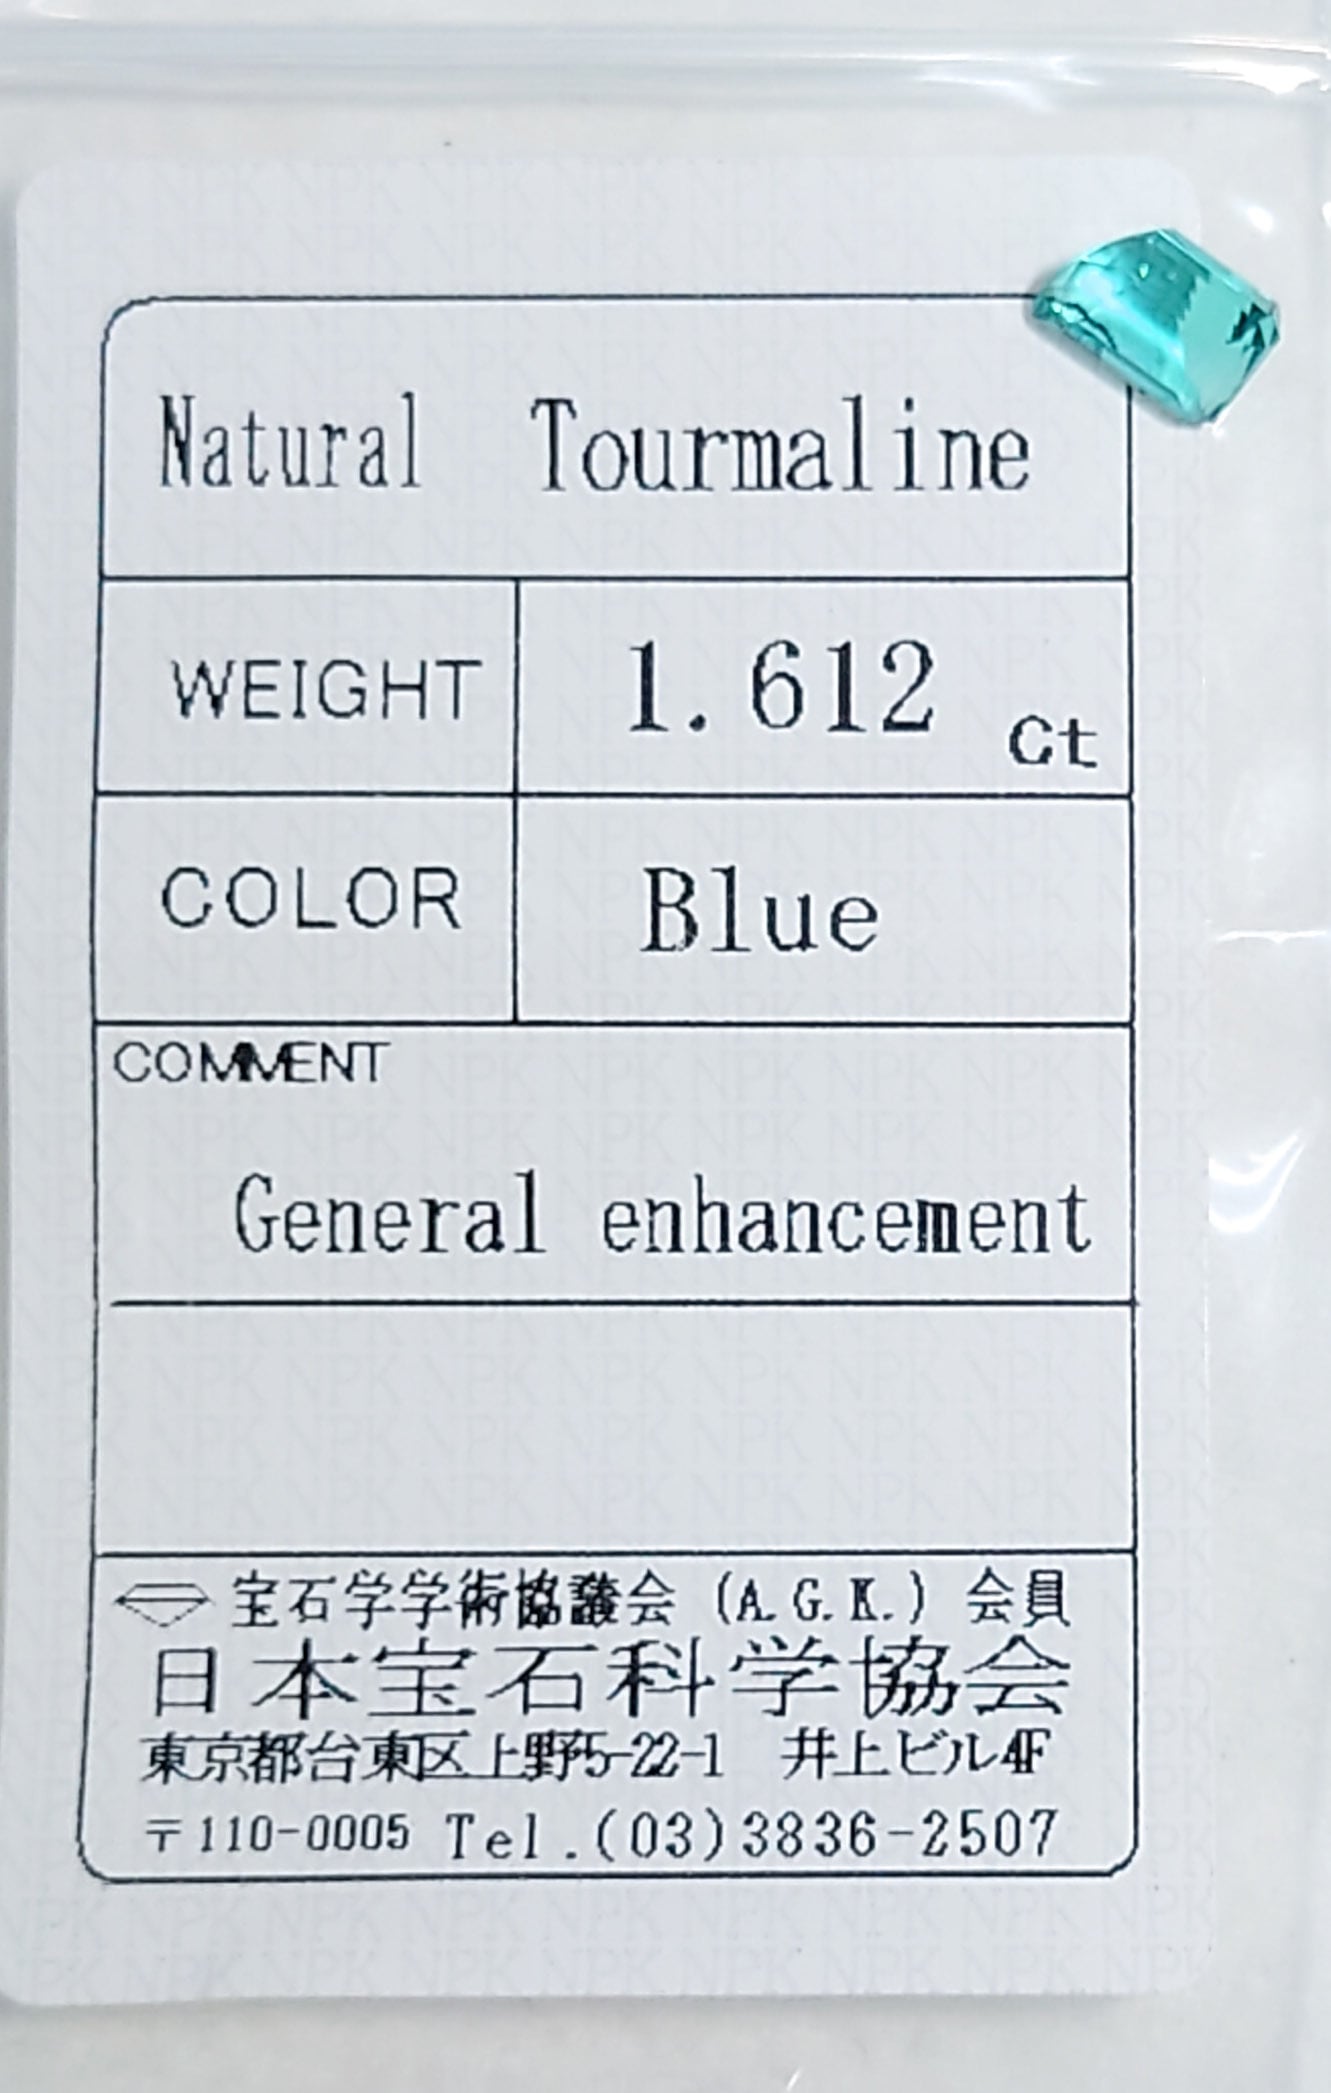 Natural Tourmaline
WEIGHT 1.612 Ct
COLOR Blue
COMMENT
General enhancement
宝石学学術協議会 (A.G.K.) 会員
日本宝石科学協会
東京都台東区上野5-22-1 井上ビル4F
〒110-0005 Tel.(03)3836-2507